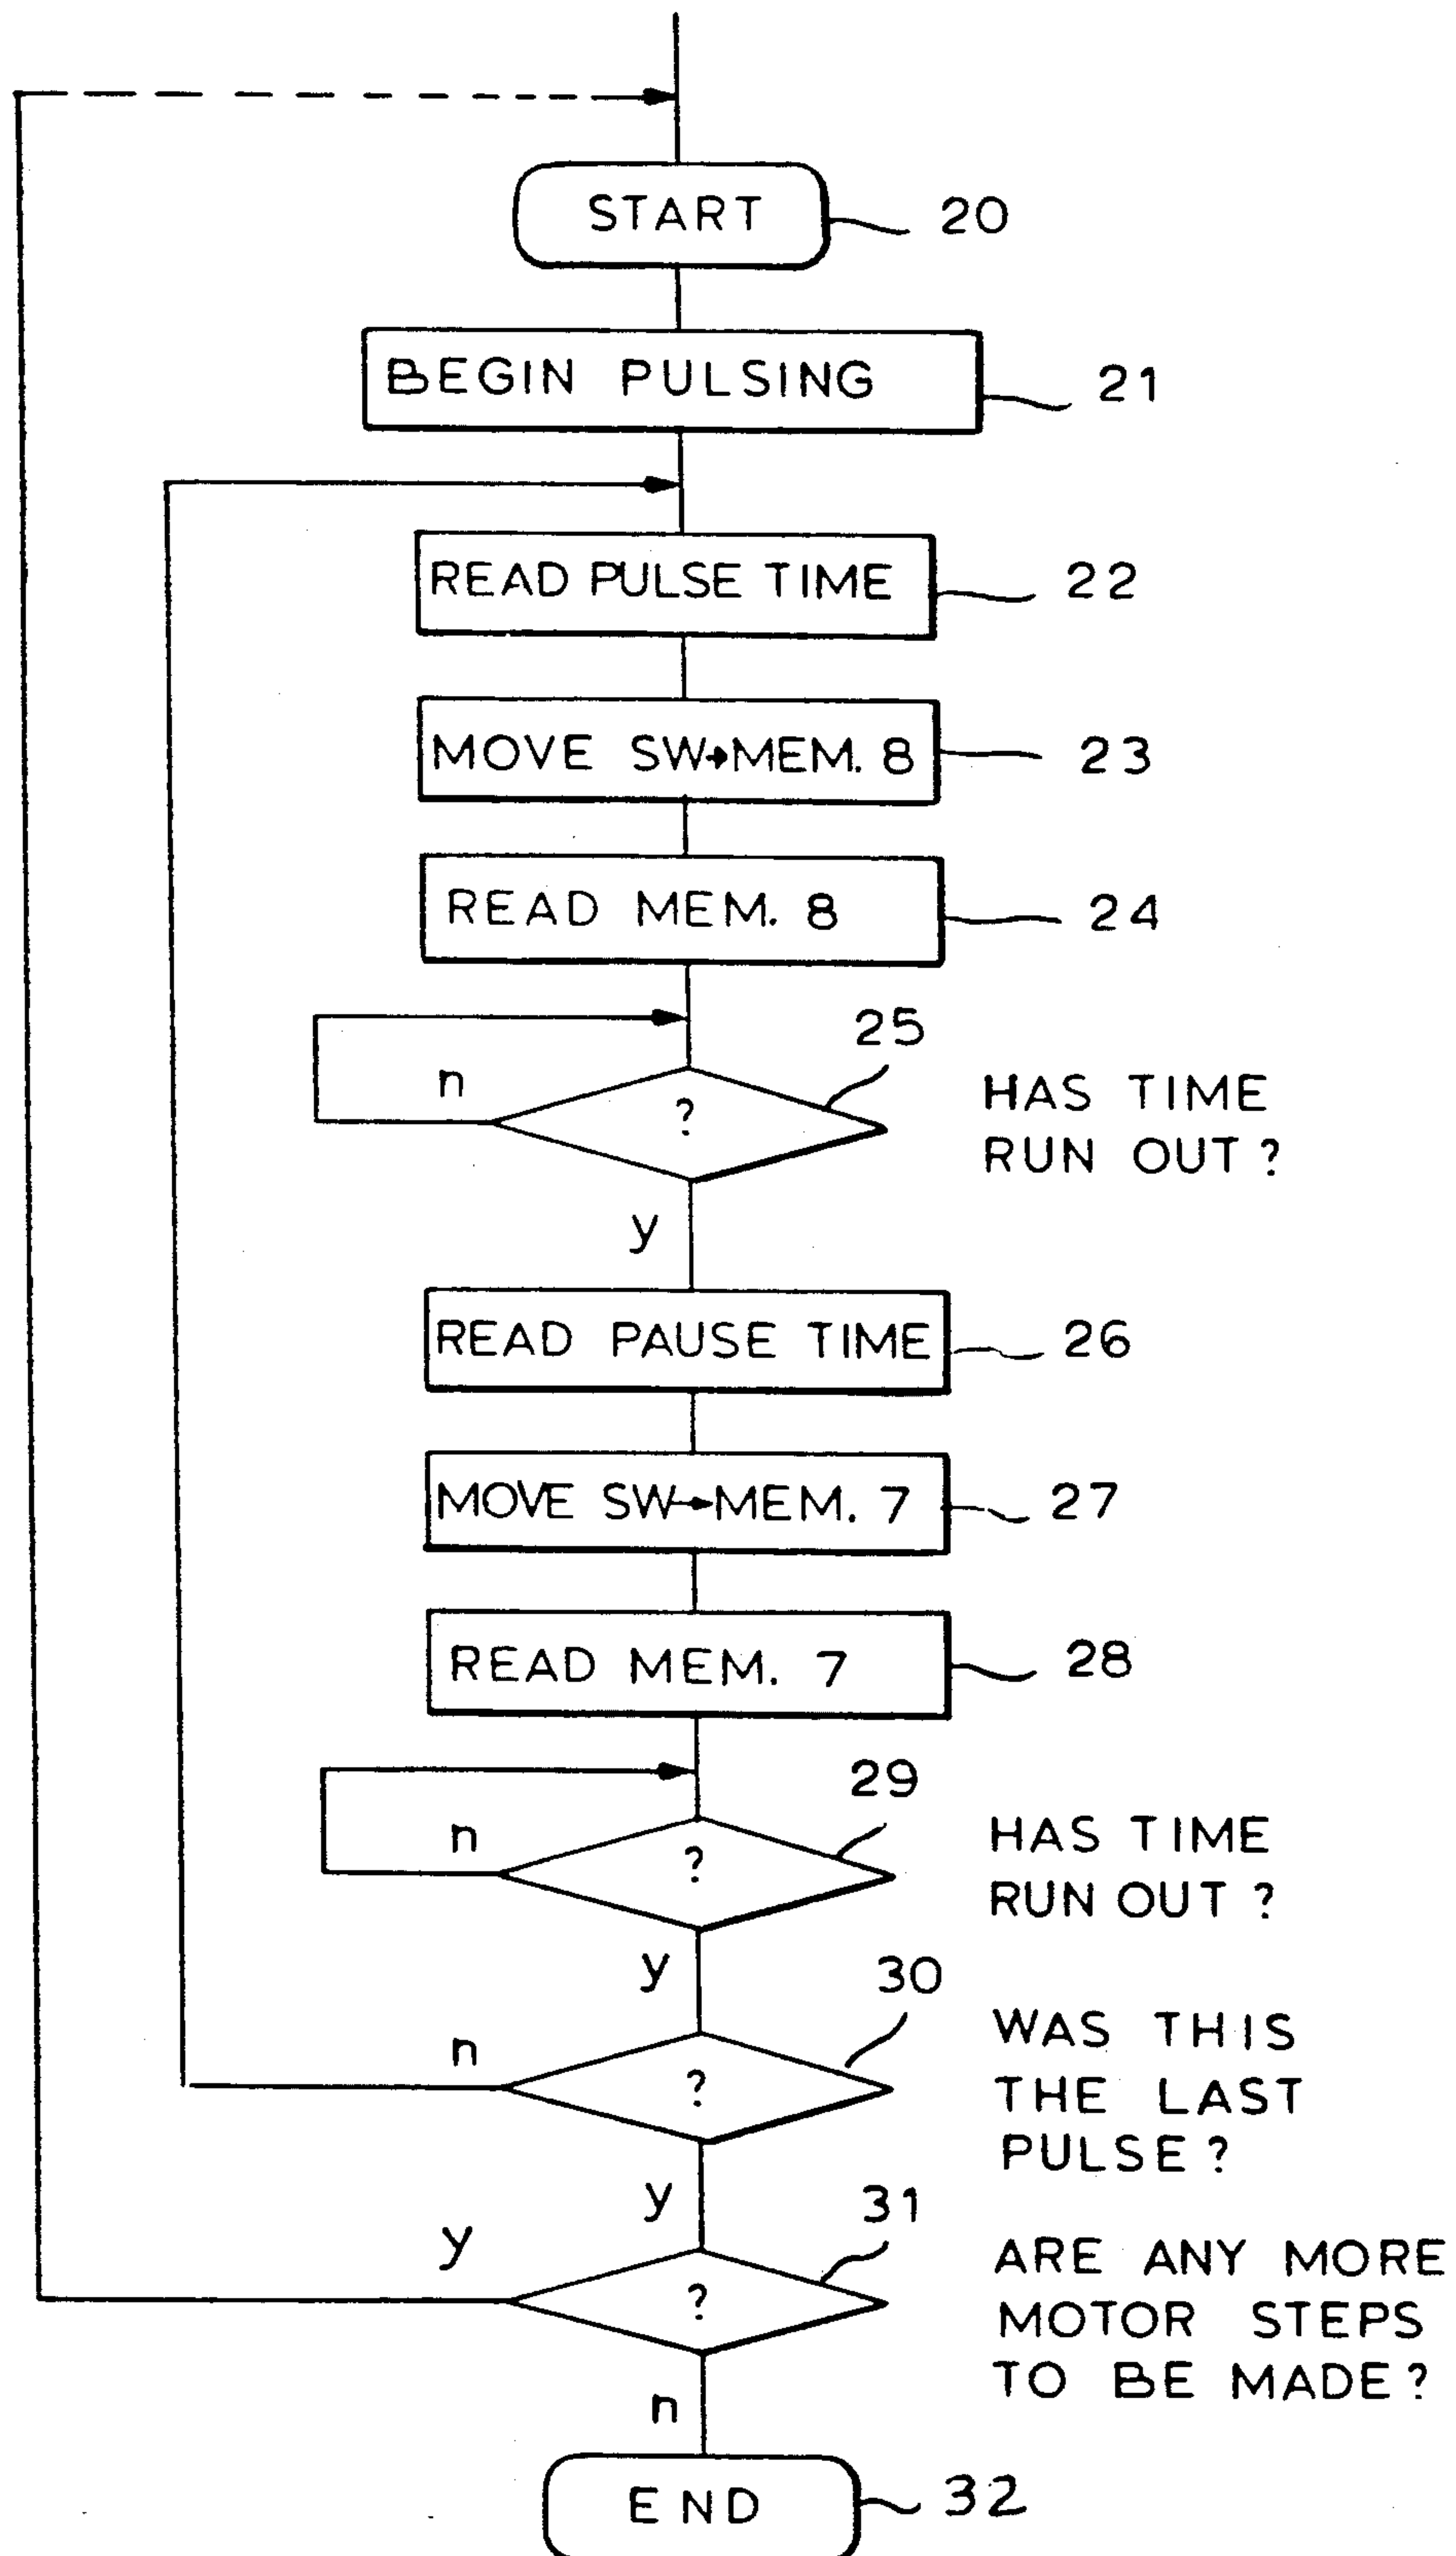 START 20
BEGIN PULSING 21
READ PULSE TIME 22
MOVE SW→MEM. 8 23
READ MEM. 8 24
25
n ? HAS TIME
RUN OUT?
y
READ PAUSE TIME 26
MOVE SW→MEM. 7 27
READ MEM. 7 28
29
n ? HAS TIME
RUN OUT?
y
30
n ? WAS THIS
THE LAST
PULSE?
y
31
y ? ARE ANY MORE
MOTOR STEPS
TO BE MADE?
n
END 32